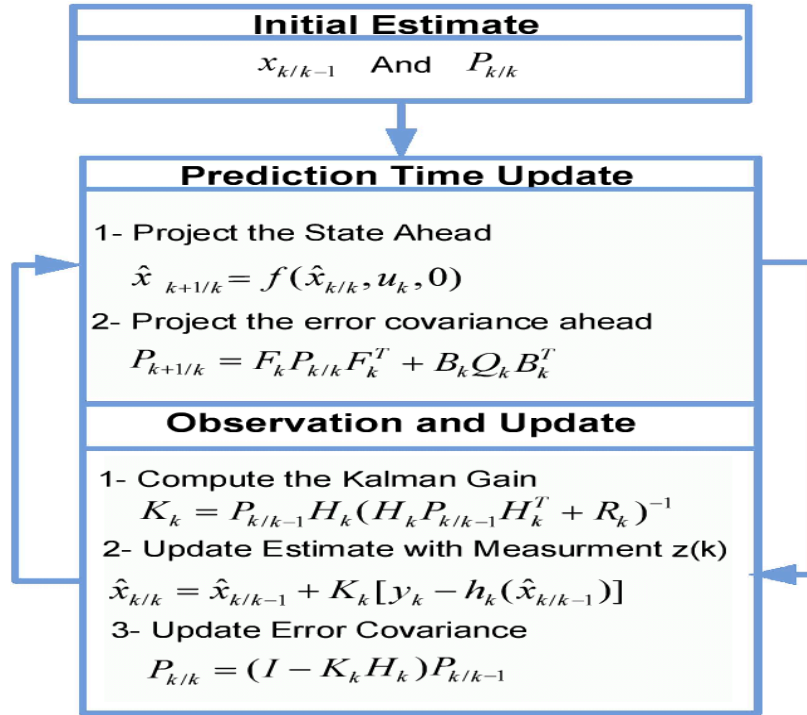 Initial Estimate
x_{k/k-1} And P_{k/k}
Prediction Time Update
1- Project the State Ahead
x̂ _{k+1/k} = f(x̂_{k/k}, u_k, 0)
2- Project the error covariance ahead
P_{k+1/k} = F_k P_{k/k} F_k^T + B_k Q_k B_k^T
Observation and Update
1- Compute the Kalman Gain
K_k = P_{k/k-1} H_k (H_k P_{k/k-1} H_k^T + R_k)^{-1}
2- Update Estimate with Measurment z(k)
x̂_{k/k} = x̂_{k/k-1} + K_k [y_k − h_k (x̂_{k/k-1})]
3- Update Error Covariance
P_{k/k} = (I − K_k H_k) P_{k/k-1}